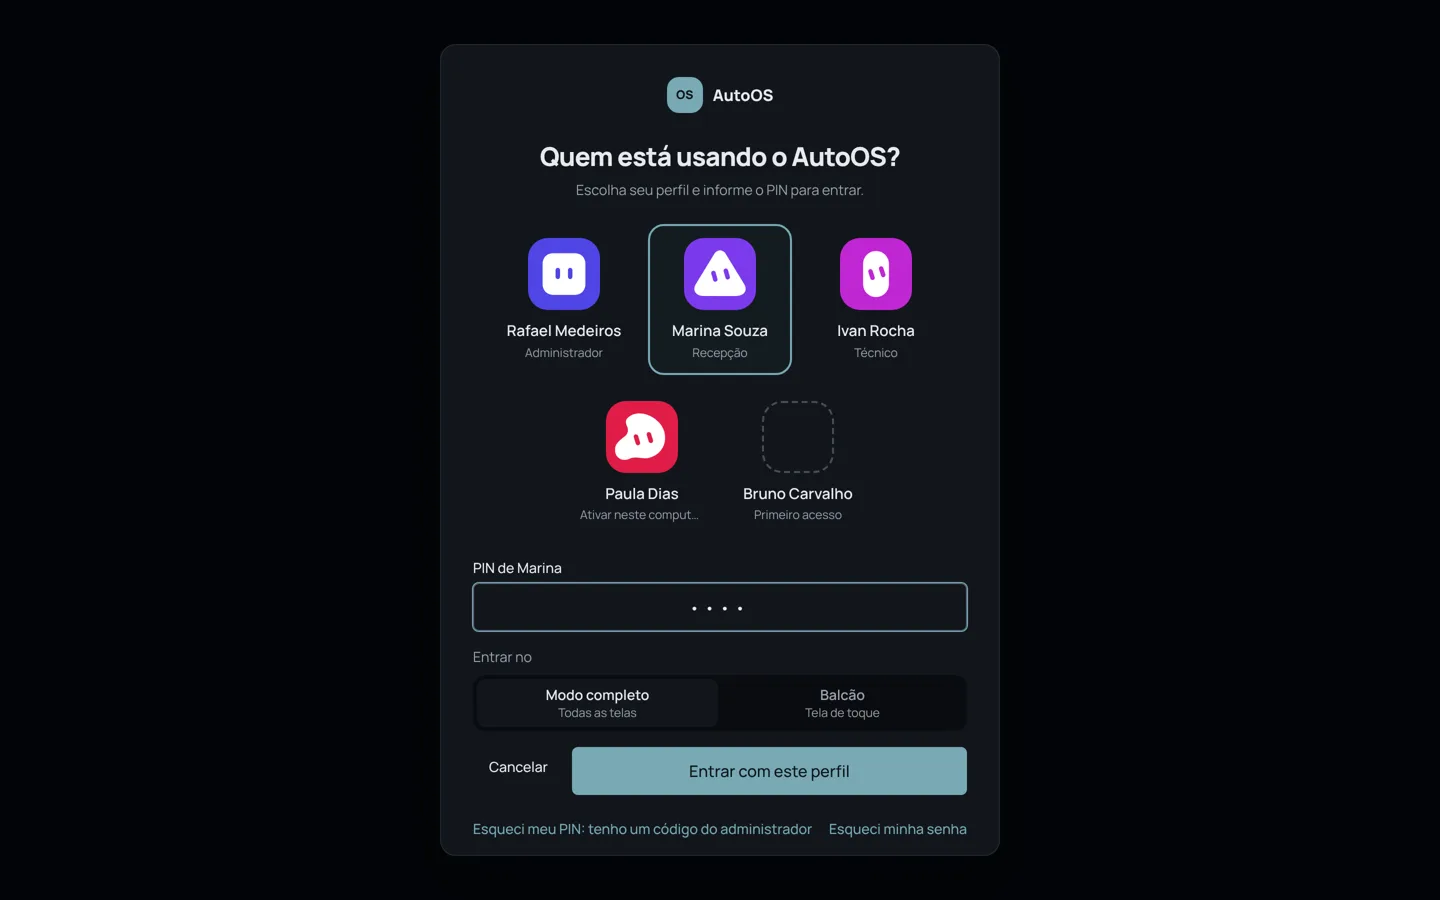 OS AutoOS
Quem está usando o AutoOS?
Escolha seu perfil e informe o PIN para entrar.
Rafael Medeiros
Administrador
Marina Souza
Recepção
Ivan Rocha
Técnico
Paula Dias
Ativar neste comput...
Bruno Carvalho
Primeiro acesso
PIN de Marina
Entrar no
Modo completo
Todas as telas
Balcão
Tela de toque
Cancelar
Entrar com este perfil
Esqueci meu PIN: tenho um código do administrador
Esqueci minha senha